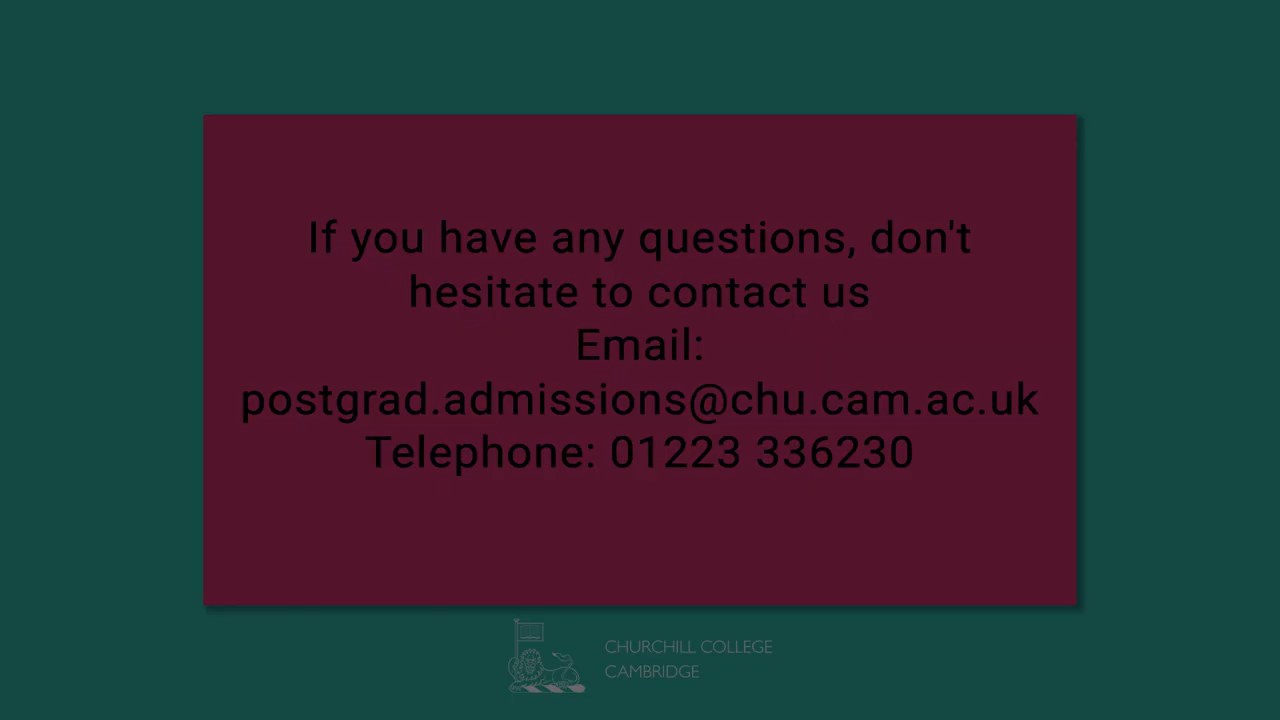 If you have any questions, don't
hesitate to contact us
Email:
postgrad.admissions@chu.cam.ac.uk
Telephone: 01223 336230
CHURCHILL COLLEGE
CAMBRIDGE